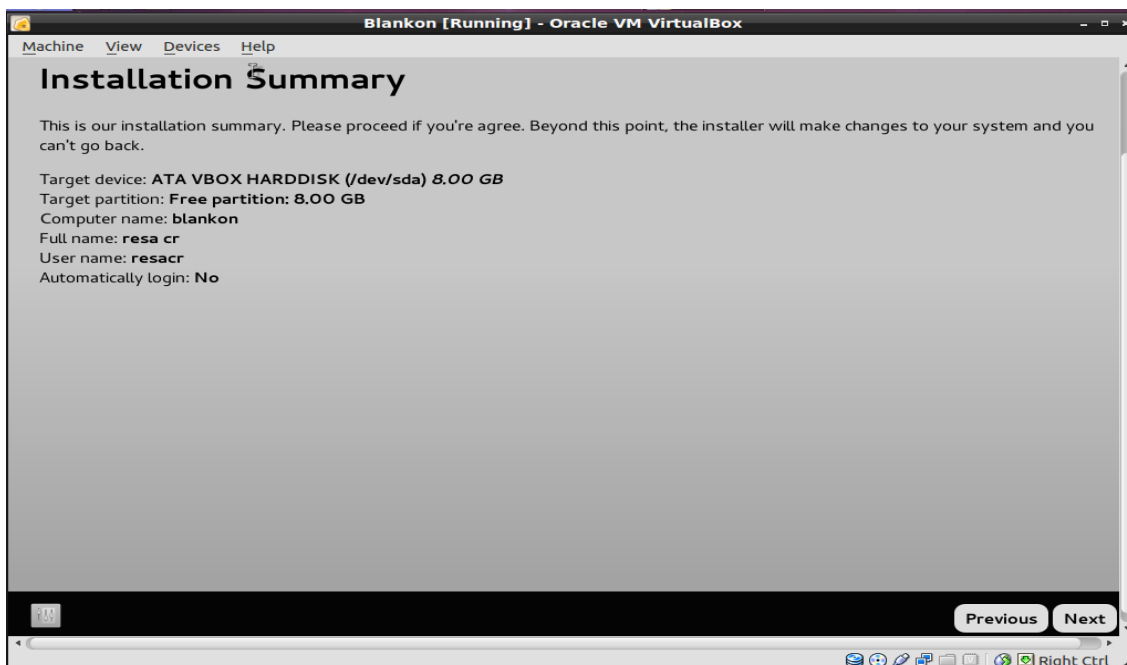 Blankon [Running] - Oracle VM VirtualBox
Machine View Devices Help
Installation Summary
This is our installation summary. Please proceed if you're agree. Beyond this point, the installer will make changes to your system and you
can't go back.
Target device: ATA VBOX HARDDISK (/dev/sda) 8.00 GB
Target partition: Free partition: 8.00 GB
Computer name: blankon
Full name: resa cr
User name: resacr
Automatically login: No
Previous Next
Right Ctrl